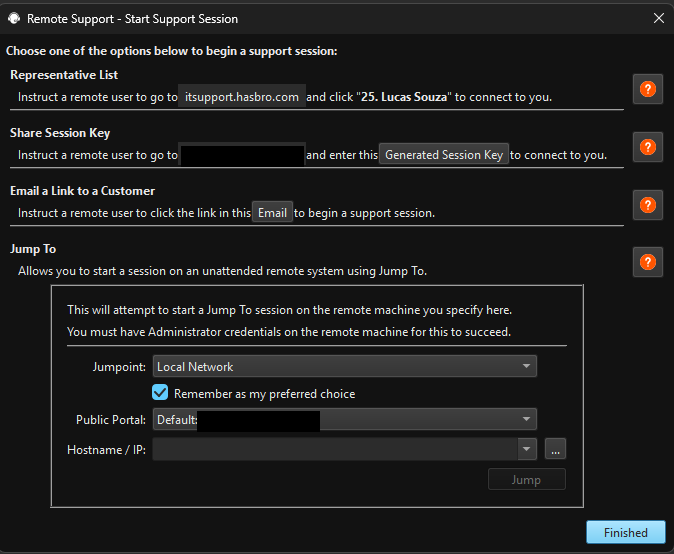 Remote Support - Start Support Session
Choose one of the options below to begin a support session:
Representative List
Instruct a remote user to go to itsupport.hasbro.com and click "25. Lucas Souza" to connect to you.
Share Session Key
Instruct a remote user to go to and enter this Generated Session Key to connect to you.
Email a Link to a Customer
Instruct a remote user to click the link in this Email to begin a support session.
Jump To
Allows you to start a session on an unattended remote system using Jump To.
This will attempt to start a Jump To session on the remote machine you specify here.
You must have Administrator credentials on the remote machine for this to succeed.
Jumpoint: Local Network
Remember as my preferred choice
Public Portal: Default:
Hostname / IP: ...
Jump
Finished